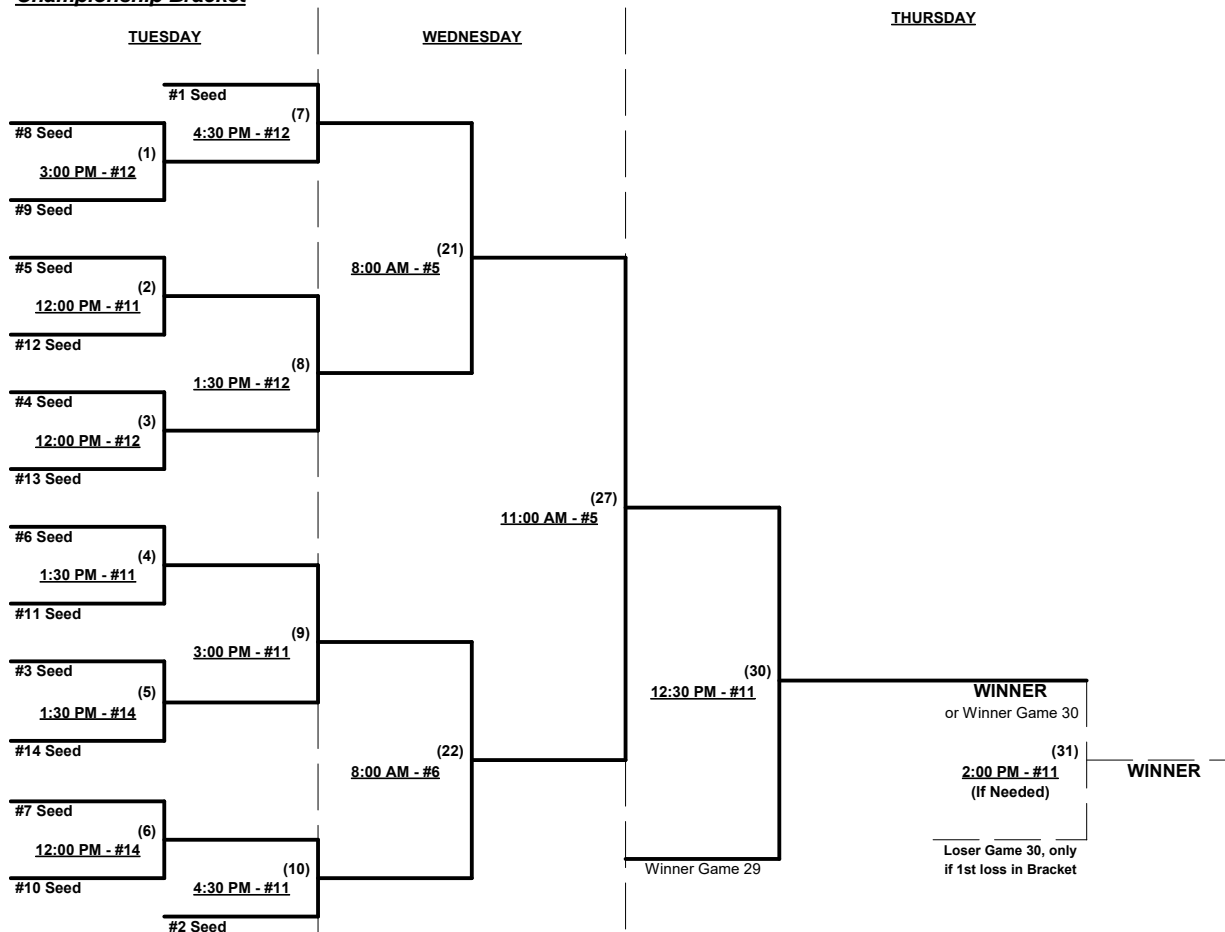 Championship Bracket
TUESDAY
WEDNESDAY
THURSDAY
#1 Seed
(7)
4:30 PM - #12
#8 Seed
(1)
3:00 PM - #12
#9 Seed
#5 Seed
(2)
12:00 PM - #11
#12 Seed
(21)
8:00 AM - #5
(8)
1:30 PM - #12
#4 Seed
(3)
12:00 PM - #12
#13 Seed
(27)
11:00 AM - #5
#6 Seed
(4)
1:30 PM - #11
#11 Seed
(9)
3:00 PM - #11
#3 Seed
(5)
1:30 PM - #14
#14 Seed
(30)
12:30 PM - #11
WINNER
or Winner Game 30
(31)
2:00 PM - #11
(If Needed)
WINNER
(22)
8:00 AM - #6
#7 Seed
(6)
12:00 PM - #14
#10 Seed
(10)
4:30 PM - #11
#2 Seed
Winner Game 29
Loser Game 30, only
if 1st loss in Bracket